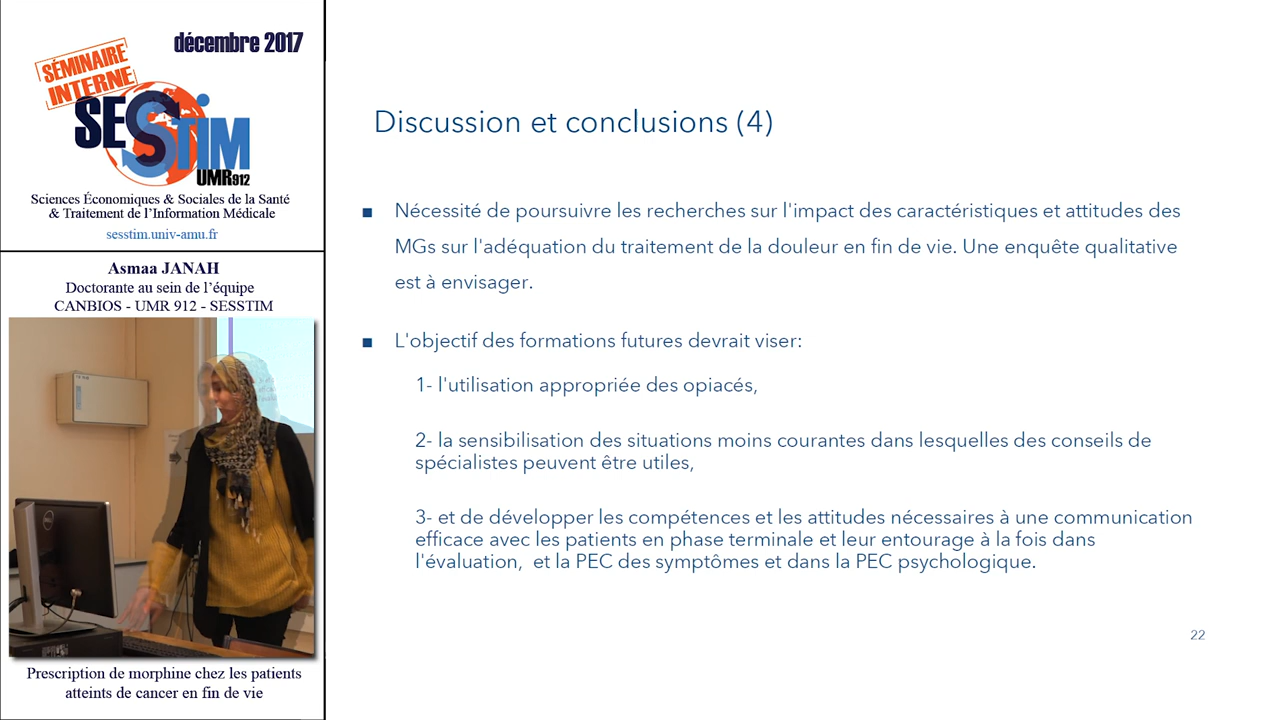 décembre 2017
SÉMINAIRE
INTERNE
SESSTIM
UMR912
Sciences Économiques & Sociales de la Santé
& Traitement de l'Information Médicale
sesstim.univ-amu.fr
Asmaa JANAH
Doctorante au sein de l'équipe
CANBIOS - UMR 912 - SESSTIM
Prescription de morphine chez les patients
atteints de cancer en fin de vie
Discussion et conclusions (4)
■ Nécessité de poursuivre les recherches sur l'impact des caractéristiques et attitudes des
MGs sur l'adéquation du traitement de la douleur en fin de vie. Une enquête qualitative
est à envisager.
■ L'objectif des formations futures devrait viser:
1- l'utilisation appropriée des opiacés,
2- la sensibilisation des situations moins courantes dans lesquelles des conseils de
spécialistes peuvent être utiles,
3- et de développer les compétences et les attitudes nécessaires à une communication
efficace avec les patients en phase terminale et leur entourage à la fois dans
l'évaluation, et la PEC des symptômes et dans la PEC psychologique.
22